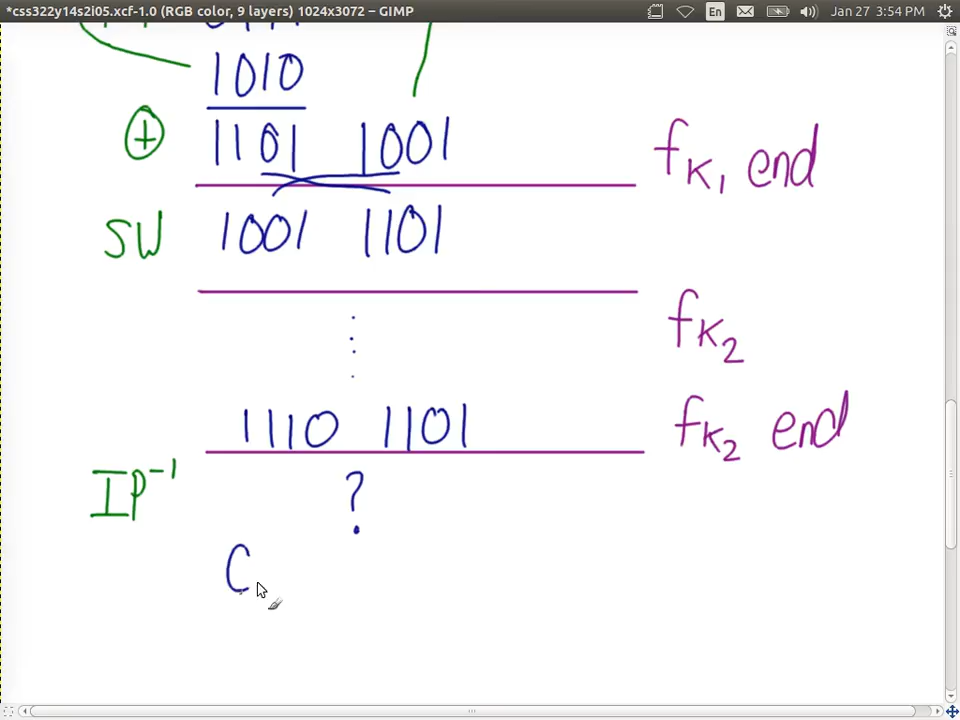 *css322y14s2i05.xcf-1.0 (RGB color, 9 layers) 1024x3072 – GIMP En Jan 27 3:54 PM
1010
⊕ 1101 1001 fK1 end
SW 1001 1101
⋮ fK2
1110 1101 fK2 end
IP⁻¹ ?
C